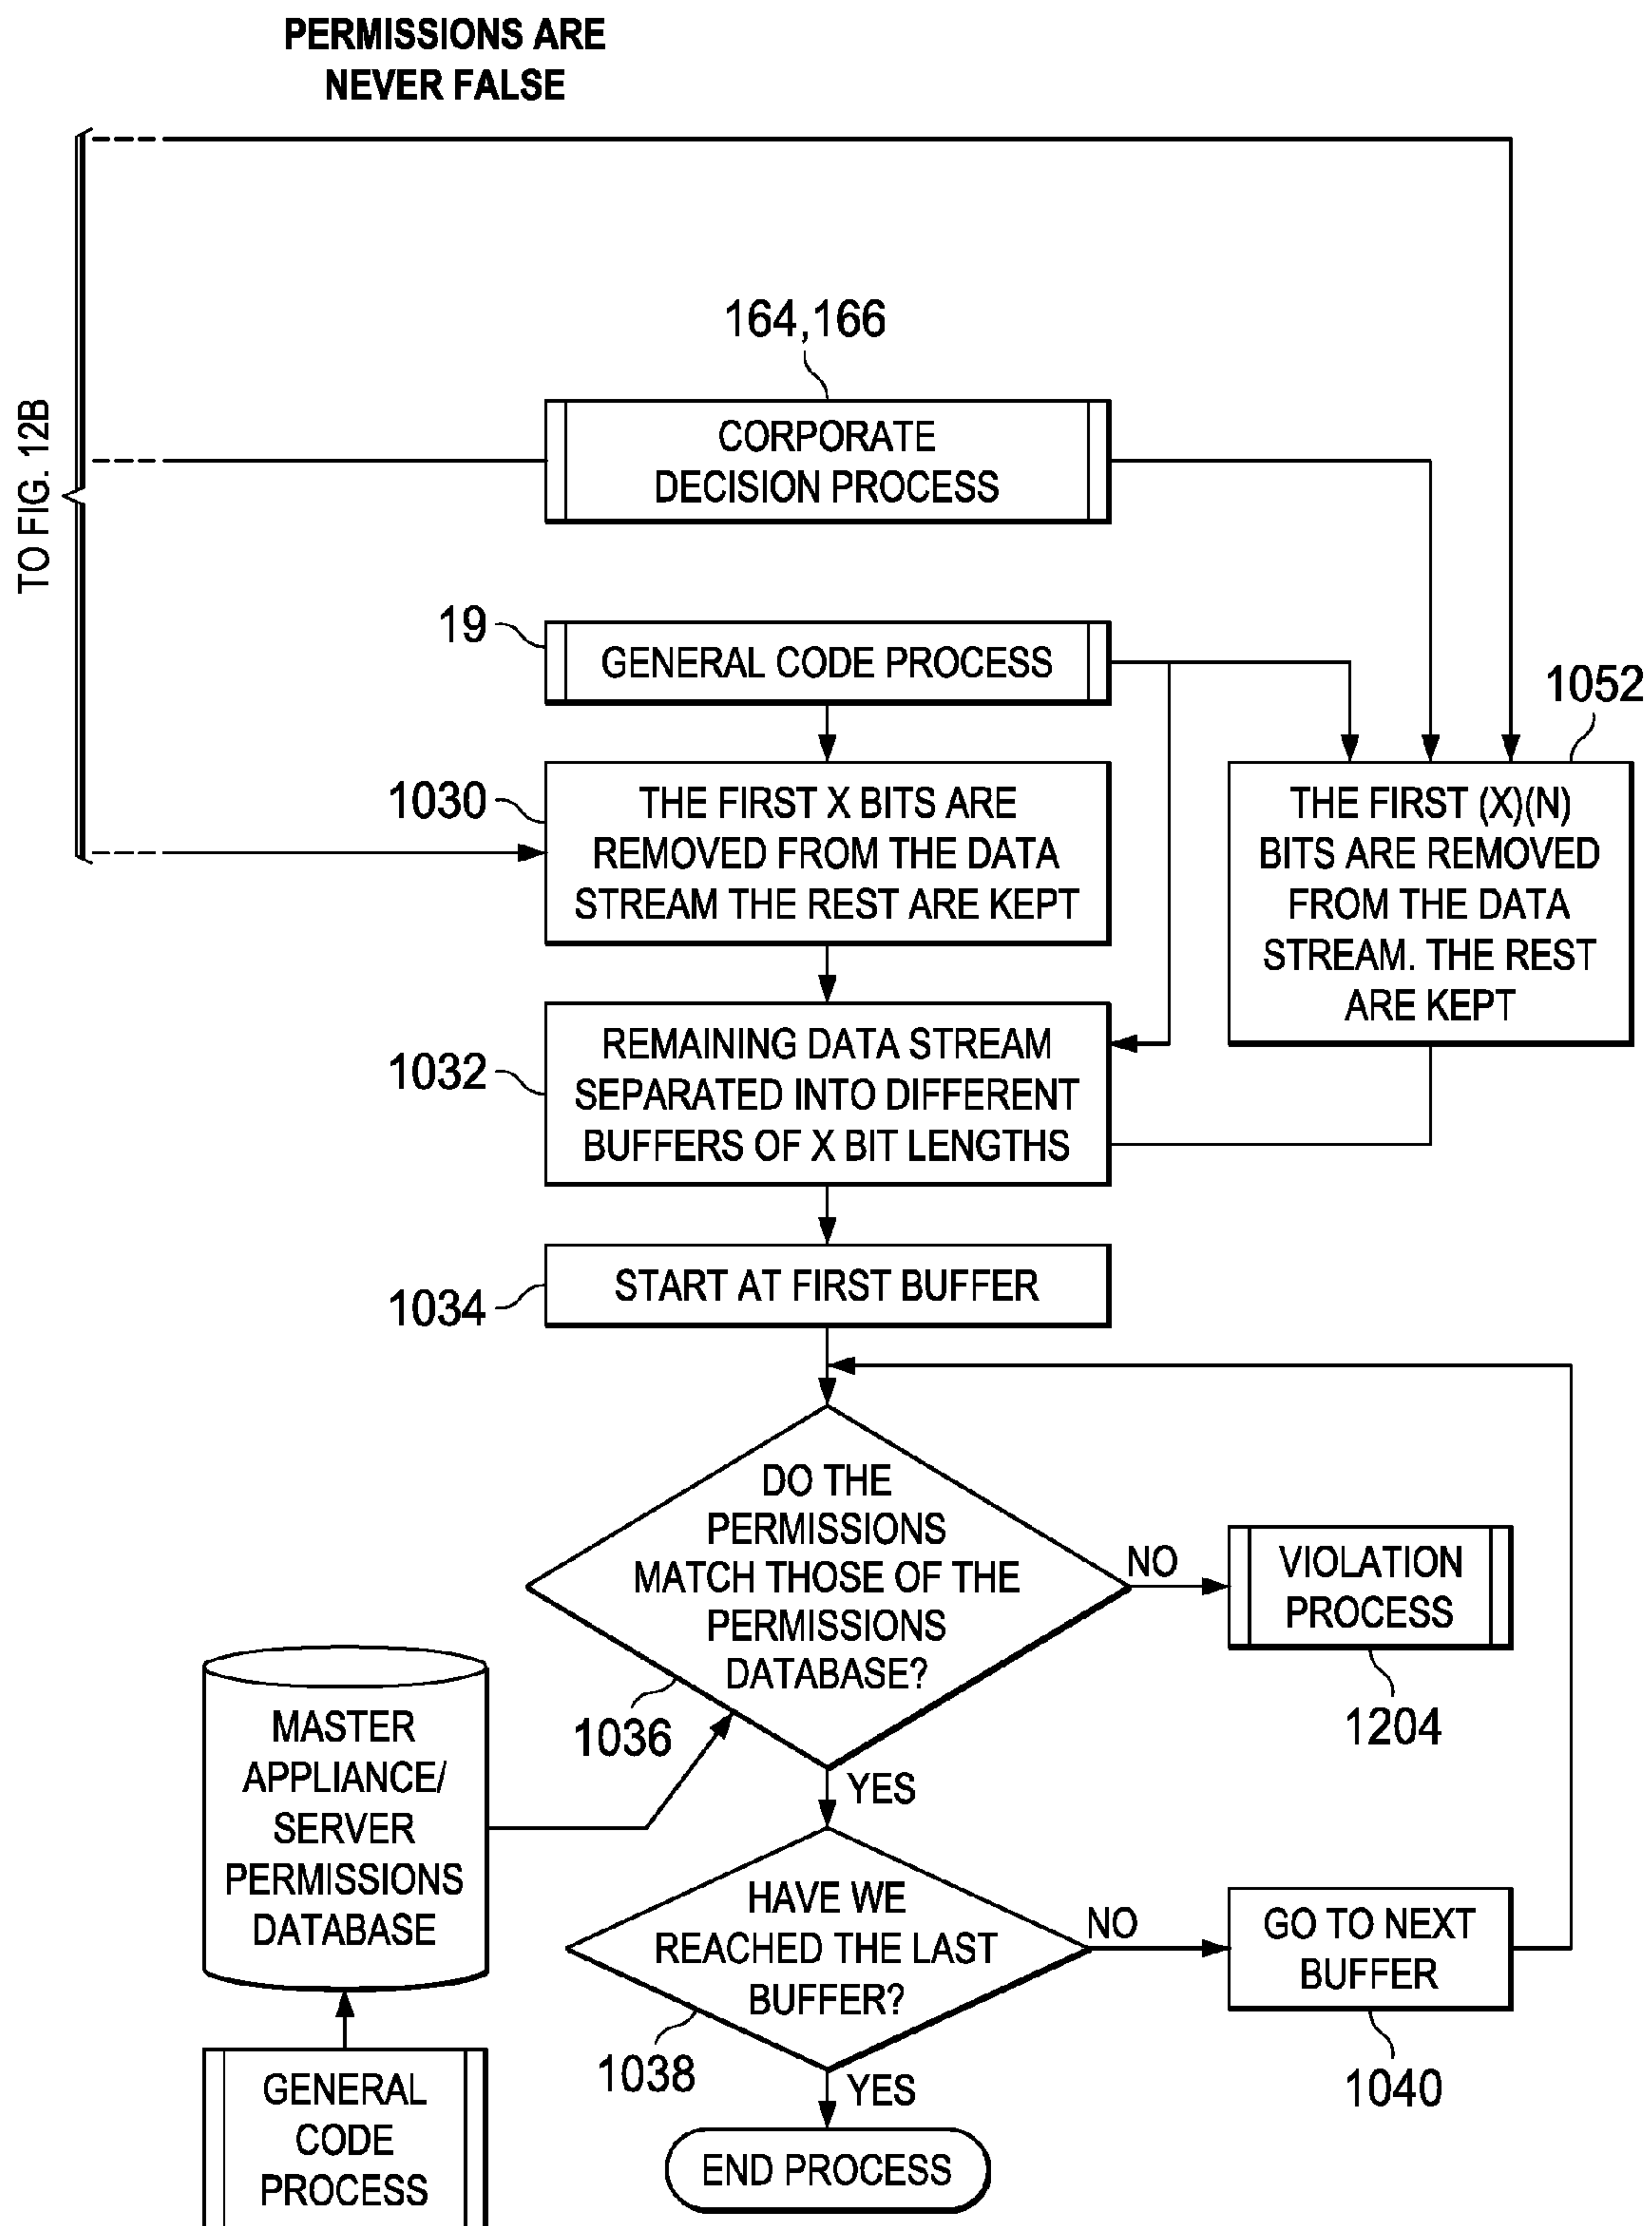 PERMISSIONS ARE
NEVER FALSE
TO FIG. 12B
164,166
CORPORATE
DECISION PROCESS
19
GENERAL CODE PROCESS
1052
1030
THE FIRST X BITS ARE
REMOVED FROM THE DATA
STREAM THE REST ARE KEPT
THE FIRST (X)(N)
BITS ARE REMOVED
FROM THE DATA
STREAM. THE REST
ARE KEPT
1032
REMAINING DATA STREAM
SEPARATED INTO DIFFERENT
BUFFERS OF X BIT LENGTHS
1034
START AT FIRST BUFFER
DO THE
PERMISSIONS
MATCH THOSE OF THE
PERMISSIONS
DATABASE?
NO
VIOLATION
PROCESS
1036
1204
MASTER
APPLIANCE/
SERVER
PERMISSIONS
DATABASE
YES
HAVE WE
REACHED THE LAST
BUFFER?
NO
GO TO NEXT
BUFFER
1038
1040
YES
GENERAL
CODE
PROCESS
END PROCESS